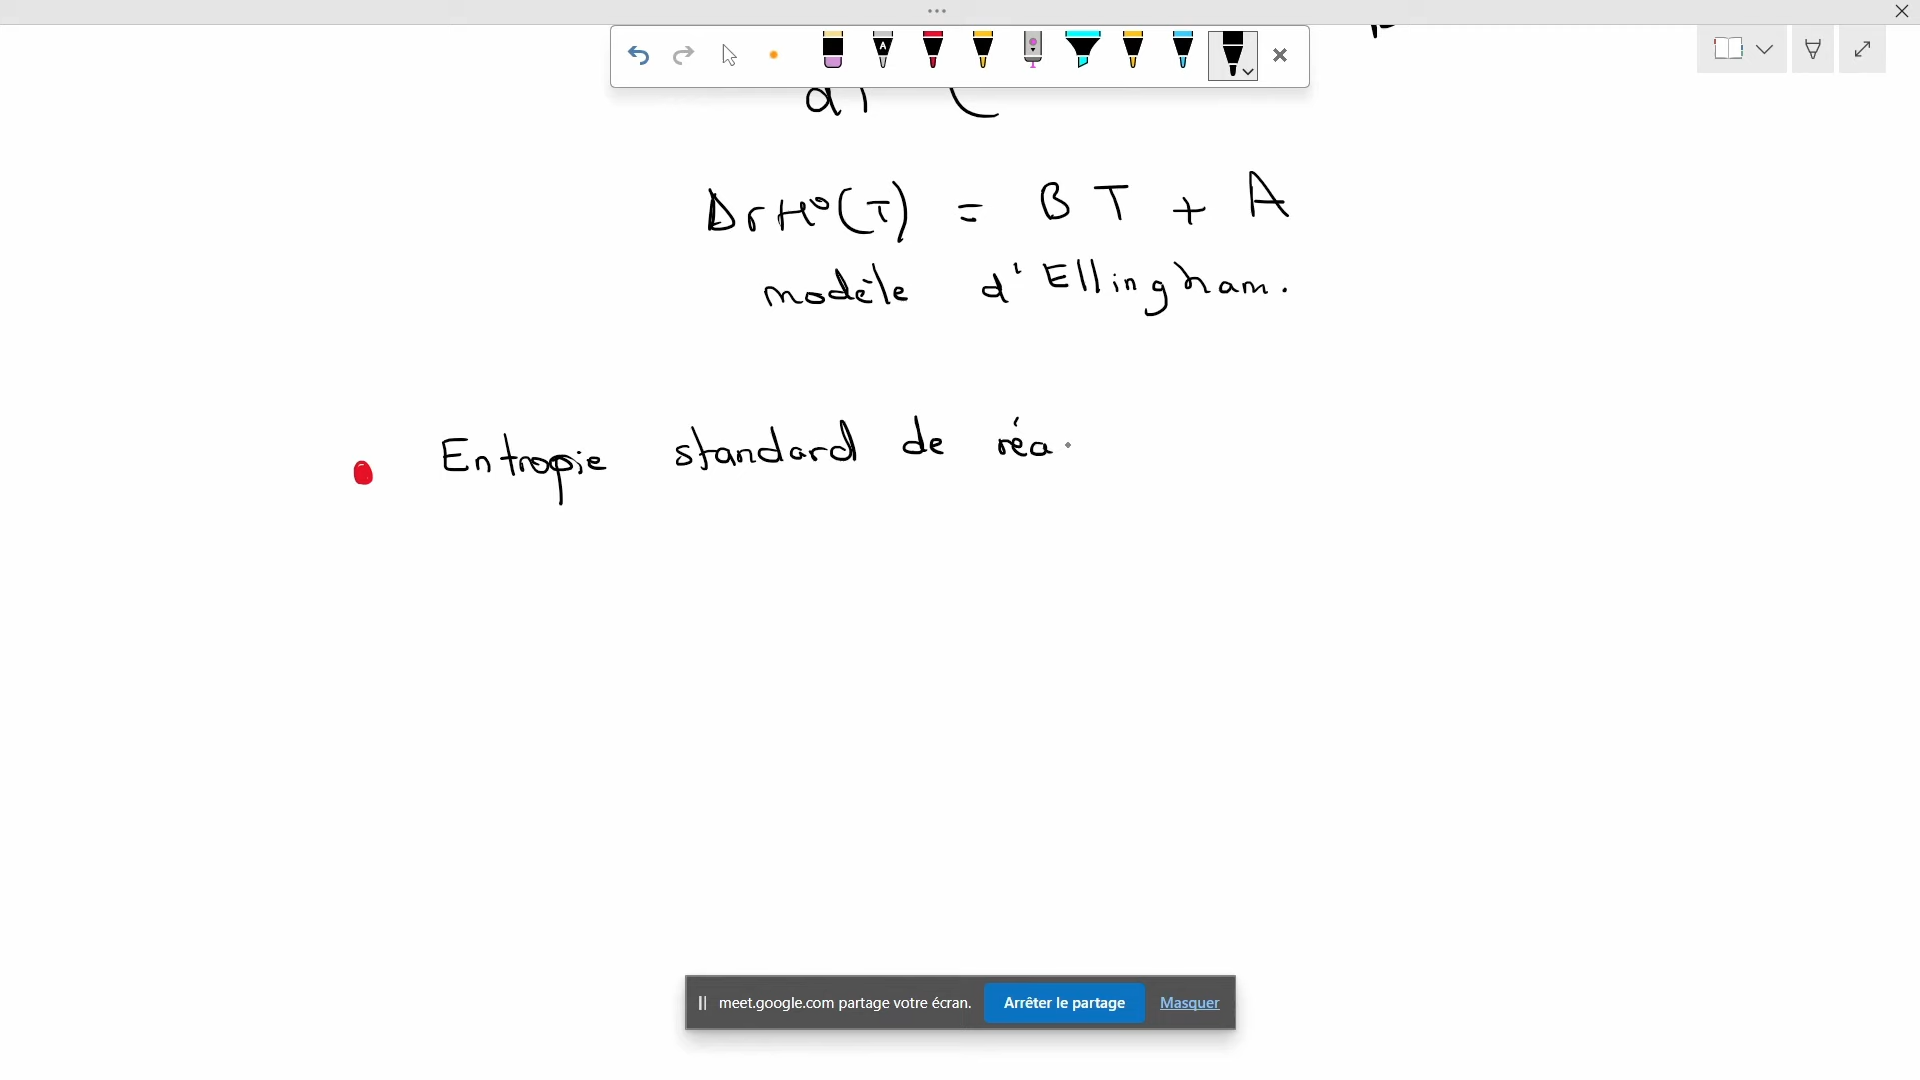 ΔrH°(T) = BT + A
modèle d'Ellingham.
Entropie standard de réa
meet.google.com partage votre écran. Arrêter le partage Masquer